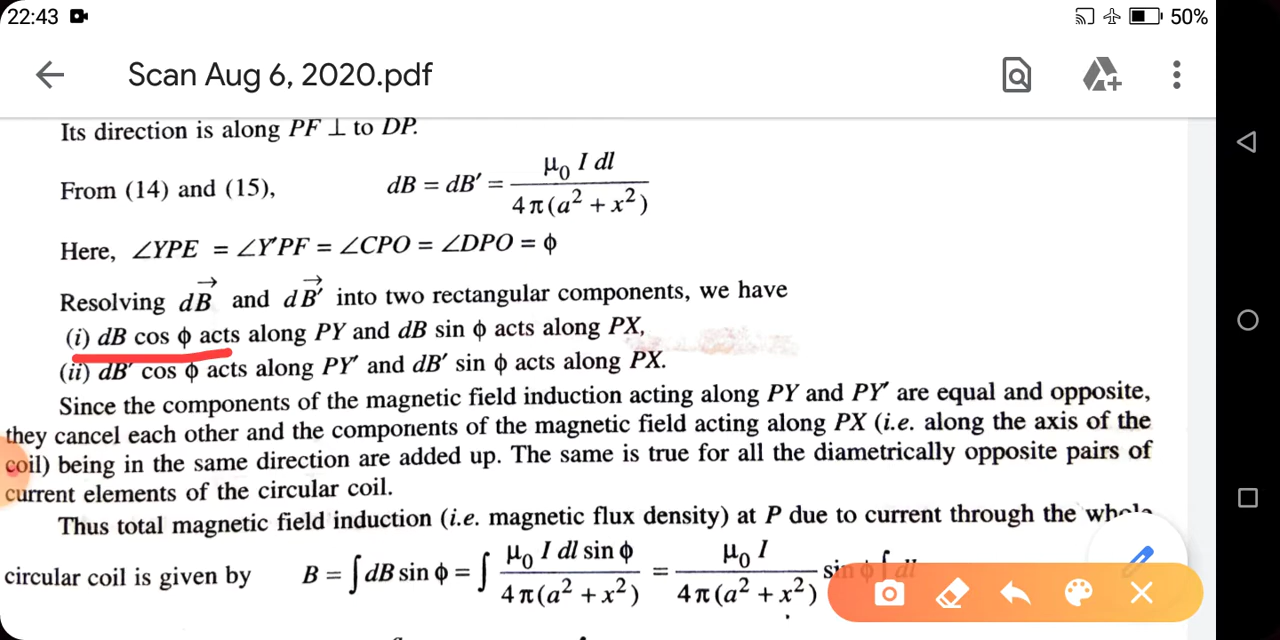 22:43
50%
Scan Aug 6, 2020.pdf
Its direction is along PF ⊥ to DP.
From (14) and (15), dB = dB′ = μ₀ I dl / 4π(a² + x²)
Here, ∠YPE = ∠Y′PF = ∠CPO = ∠DPO = ϕ
Resolving dB⃗ and dB⃗′ into two rectangular components, we have
(i) dB cos ϕ acts along PY and dB sin ϕ acts along PX,
(ii) dB′ cos ϕ acts along PY′ and dB′ sin ϕ acts along PX.
Since the components of the magnetic field induction acting along PY and PY′ are equal and opposite,
they cancel each other and the components of the magnetic field acting along PX (i.e. along the axis of the
coil) being in the same direction are added up. The same is true for all the diametrically opposite pairs of
current elements of the circular coil.
Thus total magnetic field induction (i.e. magnetic flux density) at P due to current through the
circular coil is given by B = ∫ dB sin ϕ = ∫ μ₀ I dl sin ϕ / 4π(a² + x²) = μ₀ I / 4π(a² + x²)